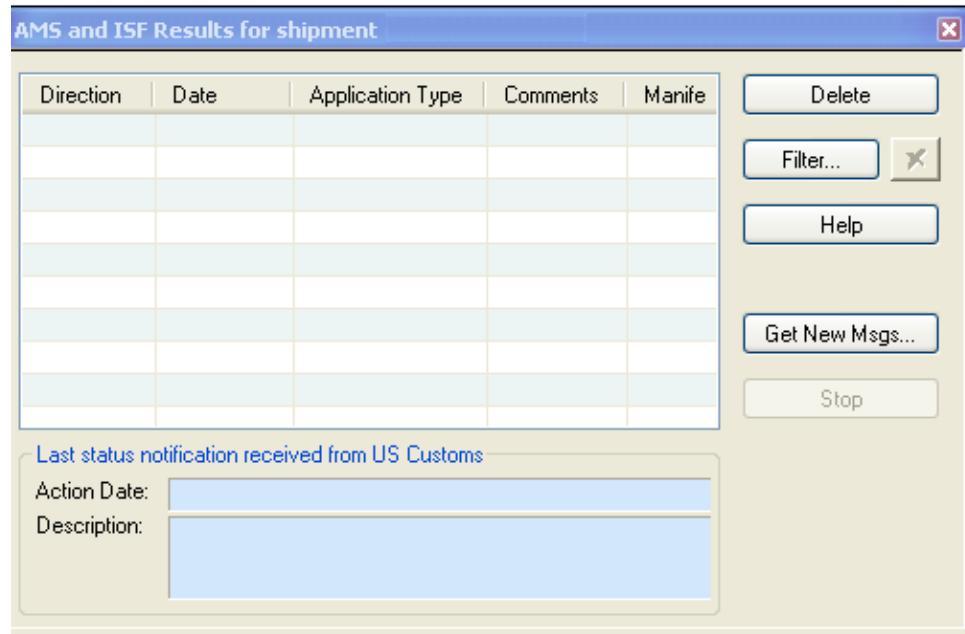 AMS and ISF Results for shipment
Direction Date Application Type Comments Manife
Delete
Filter...
Help
Get New Msgs...
Stop
Last status notification received from US Customs
Action Date:
Description: